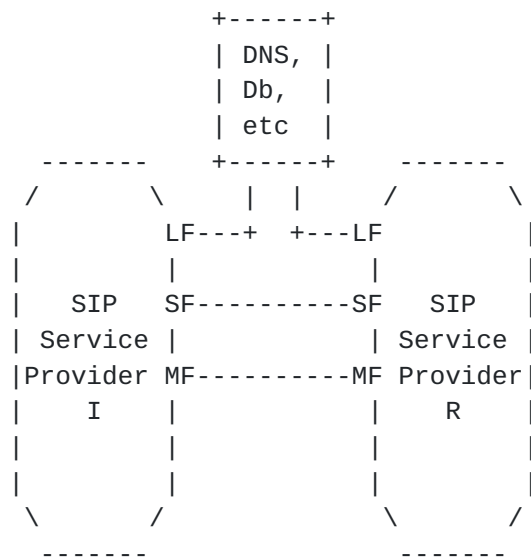 +------+
| DNS, |
| Db,  |
| etc  |
-------    +------+    -------
/       \     |  |     /       \
|        LF---+  +---LF        |
|        |            |        |
|   SIP  SF----------SF   SIP  |
| Service |            | Service |
|Provider MF----------MF Provider|
|    I   |            |    R   |
|        |            |        |
|        |            |        |
\       /              \       /
-------                -------